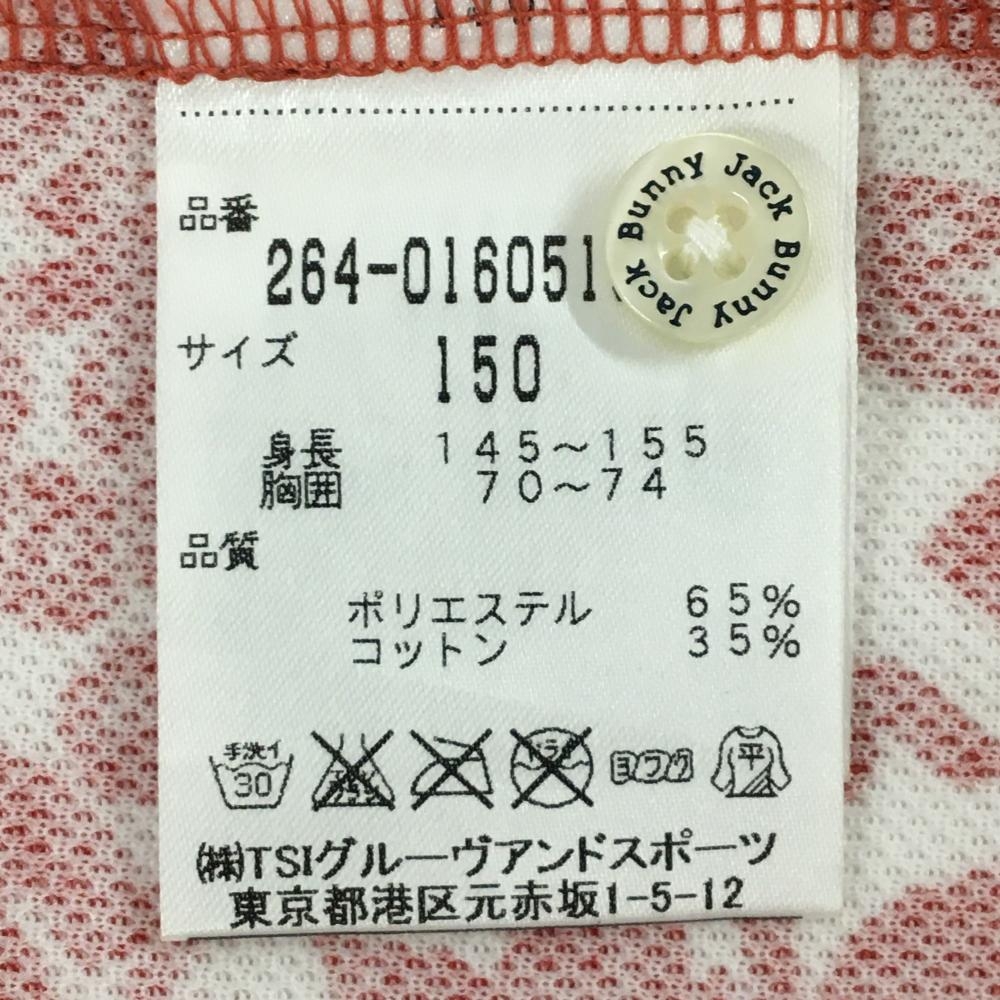 品番
264-016051
Jack Bunny Jack Bunny
サイズ 150
身長 145~155
胸囲 70~74
品質
ポリエステル 65%
コットン 35%
手洗イ 30
ドライ
ヨワク
平
㈱TSIグルーヴアンドスポーツ
東京都港区元赤坂1-5-12